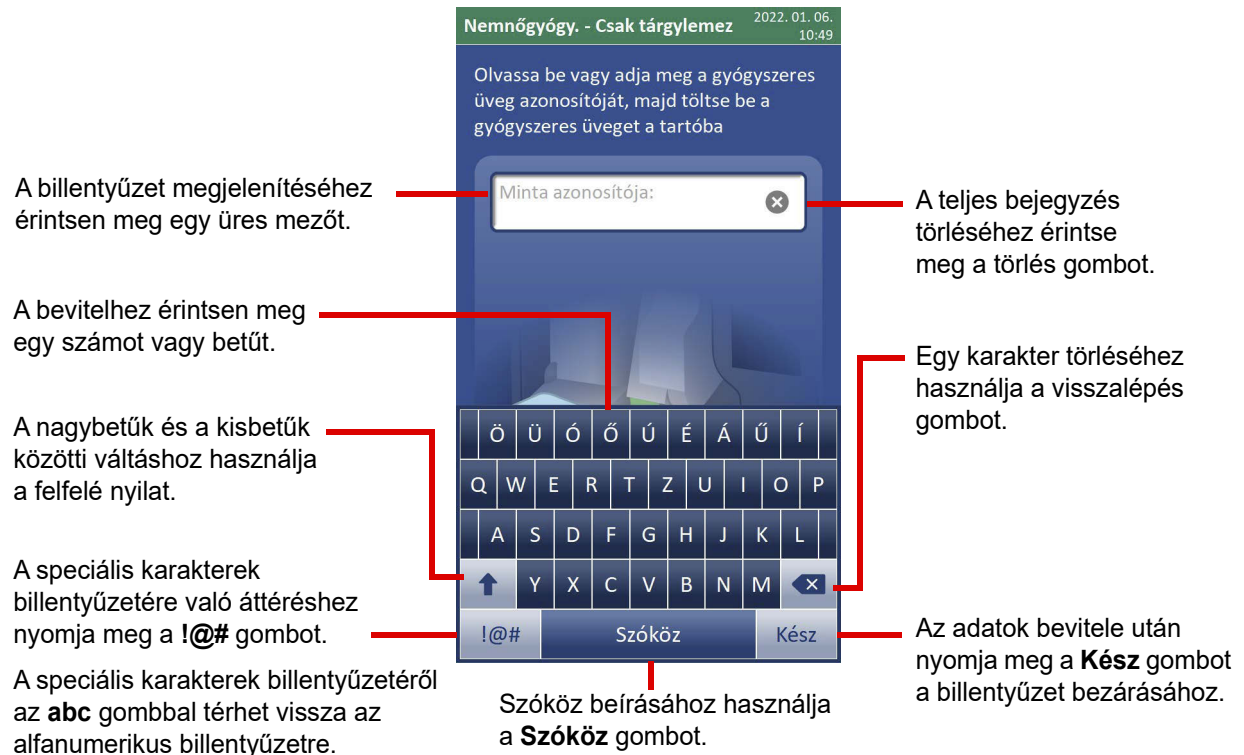 Nemnőgyógy. - Csak tárgylemez
2022. 01. 06.
10:49
Olvassa be vagy adja meg a gyógyszeres
üveg azonosítóját, majd töltse be a
gyógyszeres üveget a tartóba
Minta azonosítója:
A billentyűzet megjelenítéséhez
érintsen meg egy üres mezőt.
A bevitelhez érintsen meg
egy számot vagy betűt.
A nagybetűk és a kisbetűk
közötti váltáshoz használja
a felfelé nyilat.
A speciális karakterek
billentyűzetére való áttéréshez
nyomja meg a !@# gombot.
A speciális karakterek billentyűzetéről
az abc gombbal térhet vissza az
alfanumerikus billentyűzetre.
Ö Ü Ó Ő Ú É Á Ű Í
Q W E R T Z U I O P
A S D F G H J K L
Y X C V B N M
!@# Szóköz Kész
Szóköz beírásához használja
a Szóköz gombot.
A teljes bejegyzés
törléséhez érintse
meg a törlés gombot.
Egy karakter törléséhez
használja a visszalépés
gombot.
Az adatok bevitele után
nyomja meg a Kész gombot
a billentyűzet bezárásához.